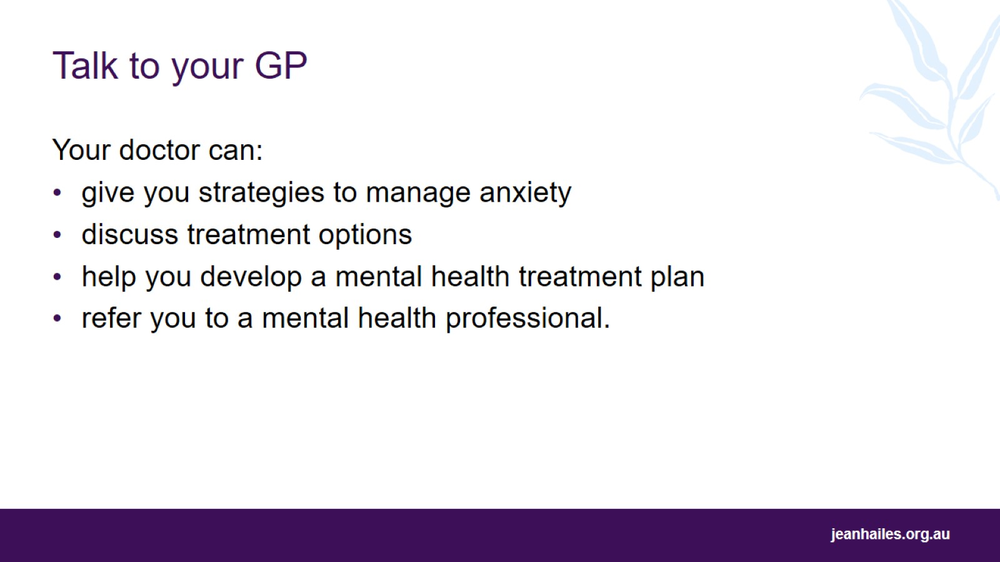 Talk to your GP
Your doctor can:
• give you strategies to manage anxiety
• discuss treatment options
• help you develop a mental health treatment plan
• refer you to a mental health professional.
jeanhailes.org.au